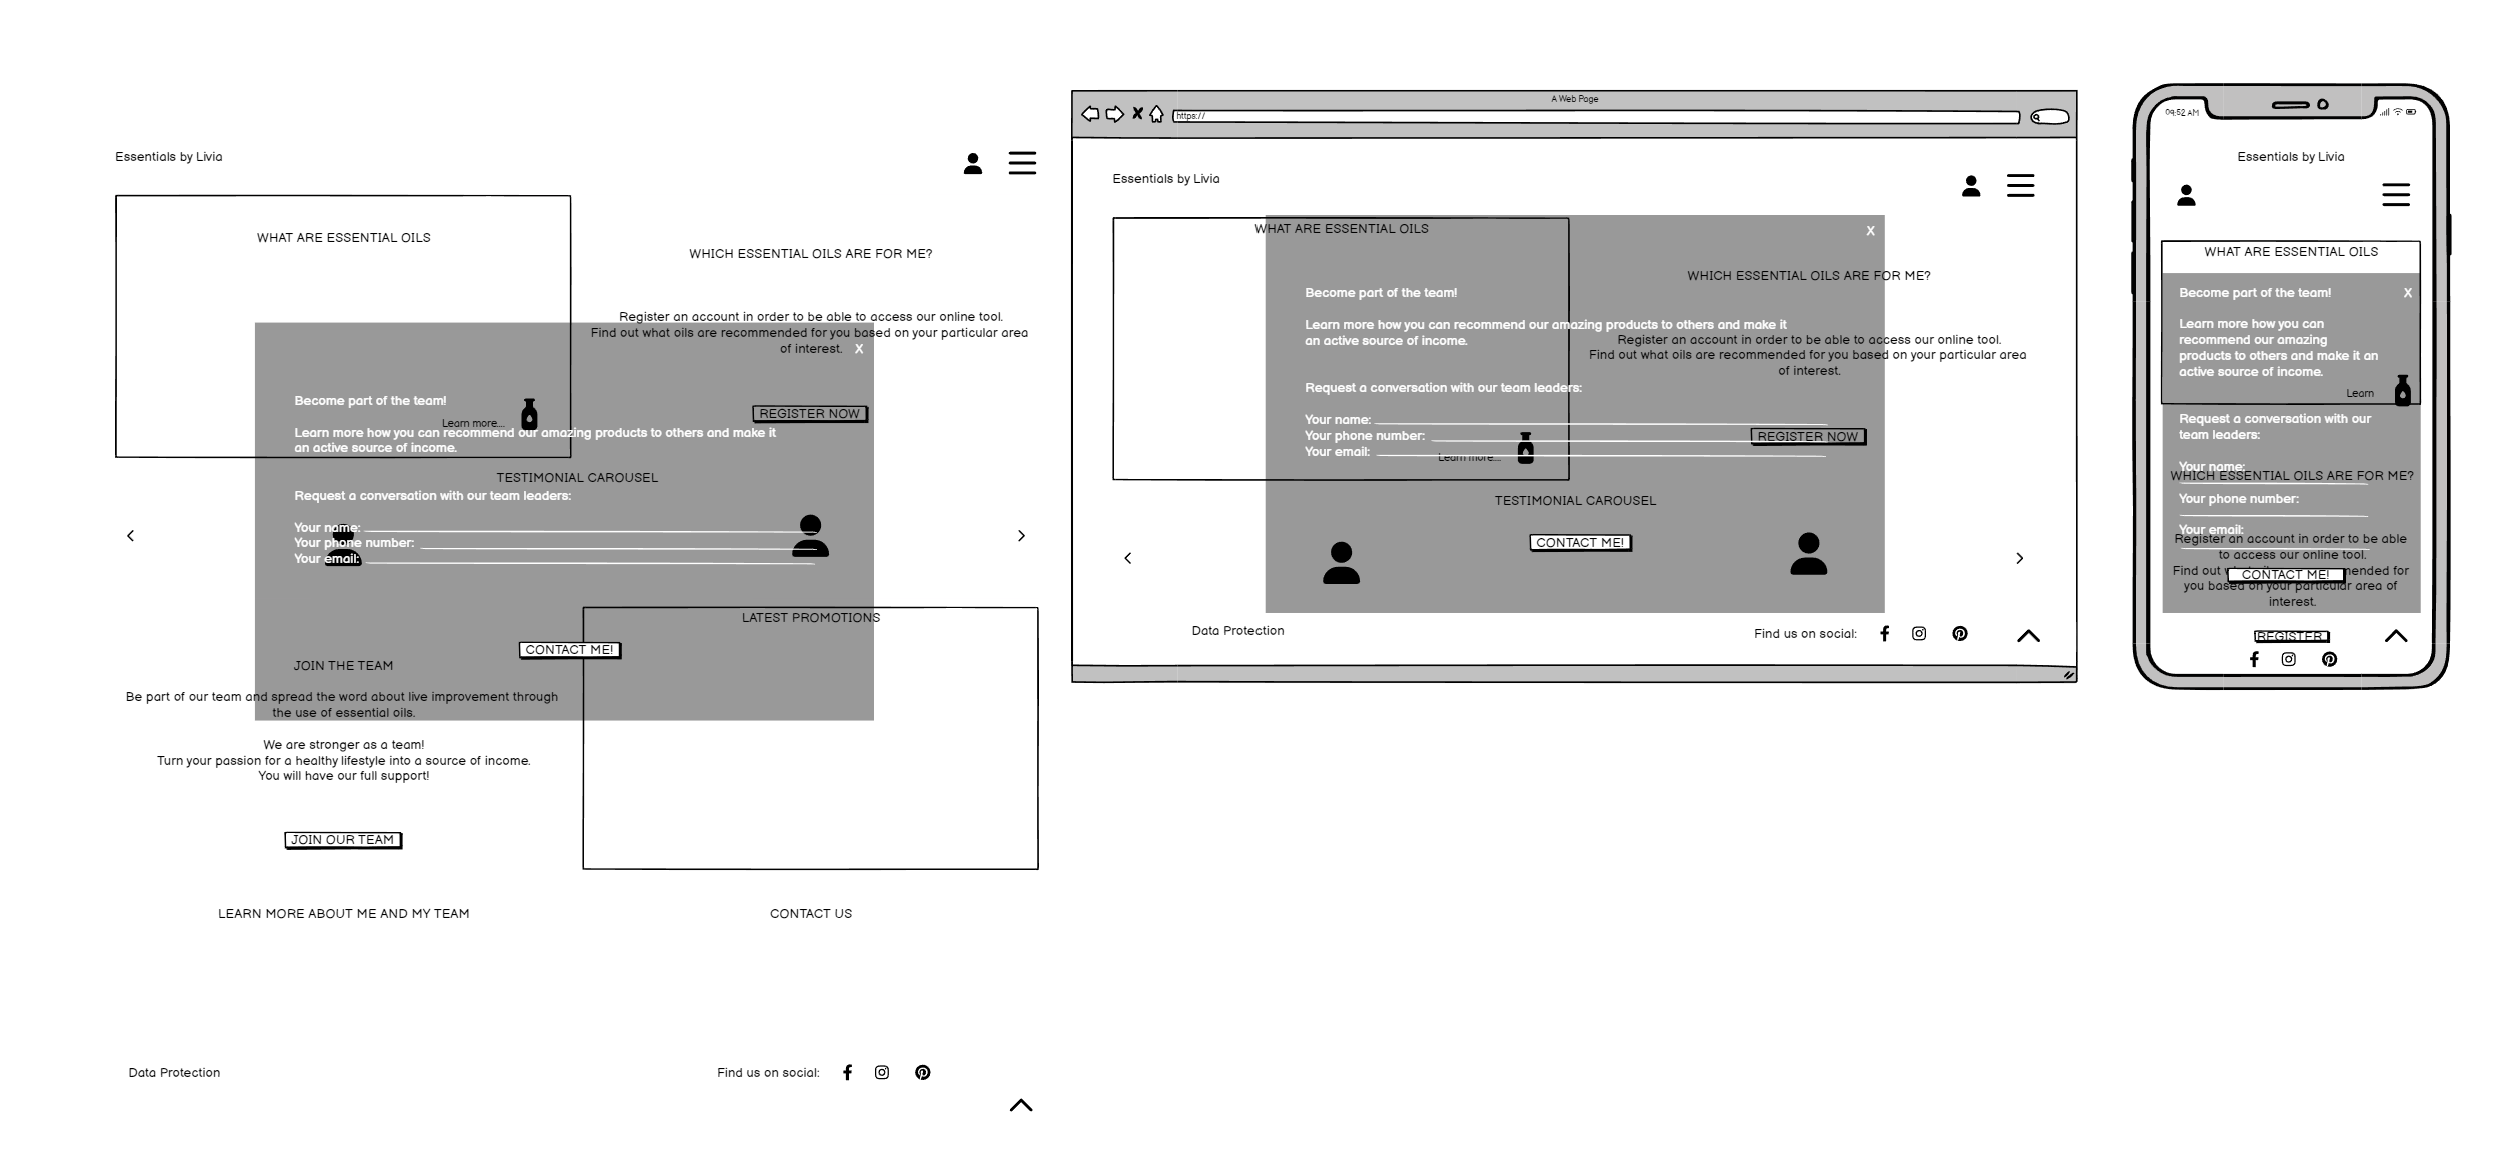 Essentials by Livia
WHAT ARE ESSENTIAL OILS
WHICH ESSENTIAL OILS ARE FOR ME?
Register an account in order to be able to access our online tool.
Find out what oils are recommended for you based on your particular area
of interest.
X
Become part of the team!
REGISTER NOW
Learn more....
Learn more how you can recommend our amazing products to others and make it
an active source of income.
TESTIMONIAL CAROUSEL
Request a conversation with our team leaders:
Your name:
Your phone number:
Your email:
LATEST PROMOTIONS
CONTACT ME!
JOIN THE TEAM
Be part of our team and spread the word about live improvement through
the use of essential oils.
We are stronger as a team!
Turn your passion for a healthy lifestyle into a source of income.
You will have our full support!
JOIN OUR TEAM
LEARN MORE ABOUT ME AND MY TEAM
CONTACT US
Data Protection
Find us on social:
A Web Page
https://
Essentials by Livia
WHAT ARE ESSENTIAL OILS
X
WHICH ESSENTIAL OILS ARE FOR ME?
Become part of the team!
Learn more how you can recommend our amazing products to others and make it
an active source of income.
Register an account in order to be able to access our online tool.
Find out what oils are recommended for you based on your particular area
of interest.
Request a conversation with our team leaders:
Your name:
Your phone number:
REGISTER NOW
Your email:
Learn more....
TESTIMONIAL CAROUSEL
CONTACT ME!
Data Protection
Find us on social:
09:52 AM
Essentials by Livia
WHAT ARE ESSENTIAL OILS
Become part of the team!
X
Learn more how you can
recommend our amazing
products to others and make it an
active source of income.
Learn
Request a conversation with our
team leaders:
Your name:
WHICH ESSENTIAL OILS ARE FOR ME?
Your phone number:
Your email:
Register an account in order to be able
to access our online tool.
Find out
CONTACT ME!
you based on your particular area of
interest.
REGISTER